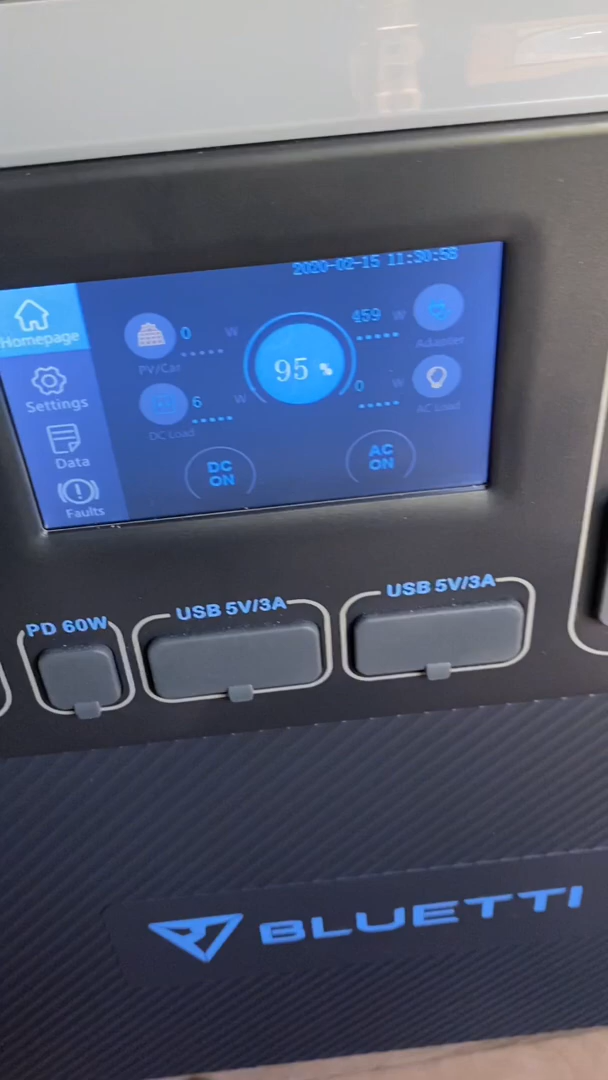 2020-02-15 11:30:58
Homepage
Settings
Data
Faults
0 W
PV/Car
6 W
DC Load
95 %
459 W
Adapter
0 W
AC Load
DC
ON
AC
ON
PD 60W
USB 5V/3A
USB 5V/3A
BLUETTI